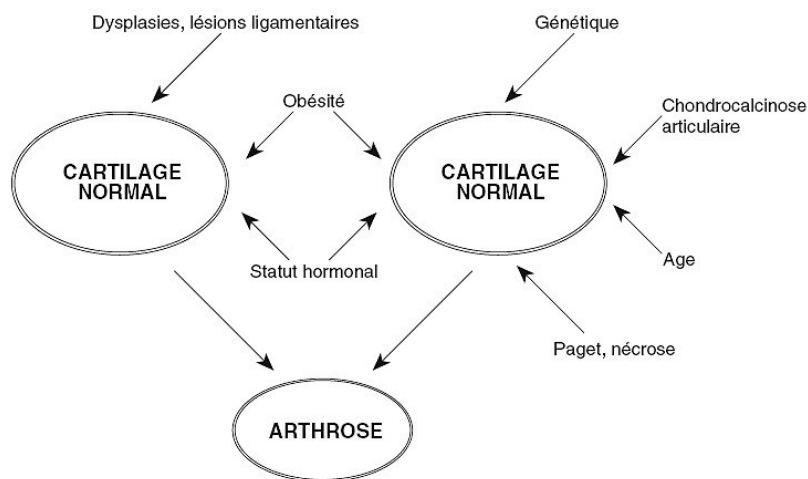 Dysplasies, lésions ligamentaires
Génétique
Obésité
Chondrocalcinose
articulaire
CARTILAGE
NORMAL
CARTILAGE
NORMAL
Statut hormonal
Age
Paget, nécrose
ARTHROSE